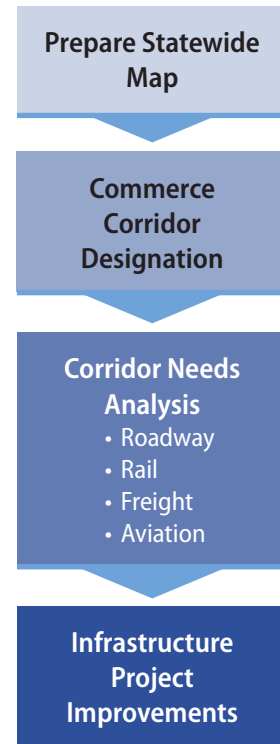 Prepare Statewide
Map
Commerce
Corridor
Designation
Corridor Needs
Analysis
• Roadway
• Rail
• Freight
• Aviation
Infrastructure
Project
Improvements